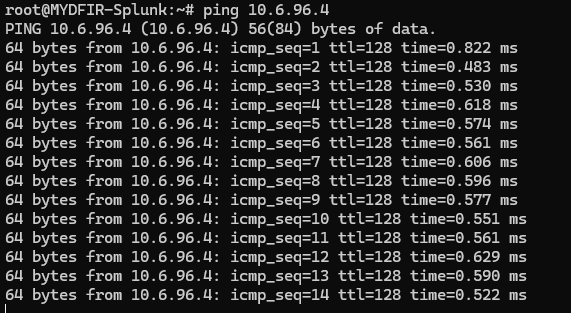 root@MYDFIR-Splunk:~# ping 10.6.96.4
PING 10.6.96.4 (10.6.96.4) 56(84) bytes of data.
64 bytes from 10.6.96.4: icmp_seq=1 ttl=128 time=0.822 ms
64 bytes from 10.6.96.4: icmp_seq=2 ttl=128 time=0.483 ms
64 bytes from 10.6.96.4: icmp_seq=3 ttl=128 time=0.530 ms
64 bytes from 10.6.96.4: icmp_seq=4 ttl=128 time=0.618 ms
64 bytes from 10.6.96.4: icmp_seq=5 ttl=128 time=0.574 ms
64 bytes from 10.6.96.4: icmp_seq=6 ttl=128 time=0.561 ms
64 bytes from 10.6.96.4: icmp_seq=7 ttl=128 time=0.606 ms
64 bytes from 10.6.96.4: icmp_seq=8 ttl=128 time=0.596 ms
64 bytes from 10.6.96.4: icmp_seq=9 ttl=128 time=0.577 ms
64 bytes from 10.6.96.4: icmp_seq=10 ttl=128 time=0.551 ms
64 bytes from 10.6.96.4: icmp_seq=11 ttl=128 time=0.561 ms
64 bytes from 10.6.96.4: icmp_seq=12 ttl=128 time=0.629 ms
64 bytes from 10.6.96.4: icmp_seq=13 ttl=128 time=0.590 ms
64 bytes from 10.6.96.4: icmp_seq=14 ttl=128 time=0.522 ms